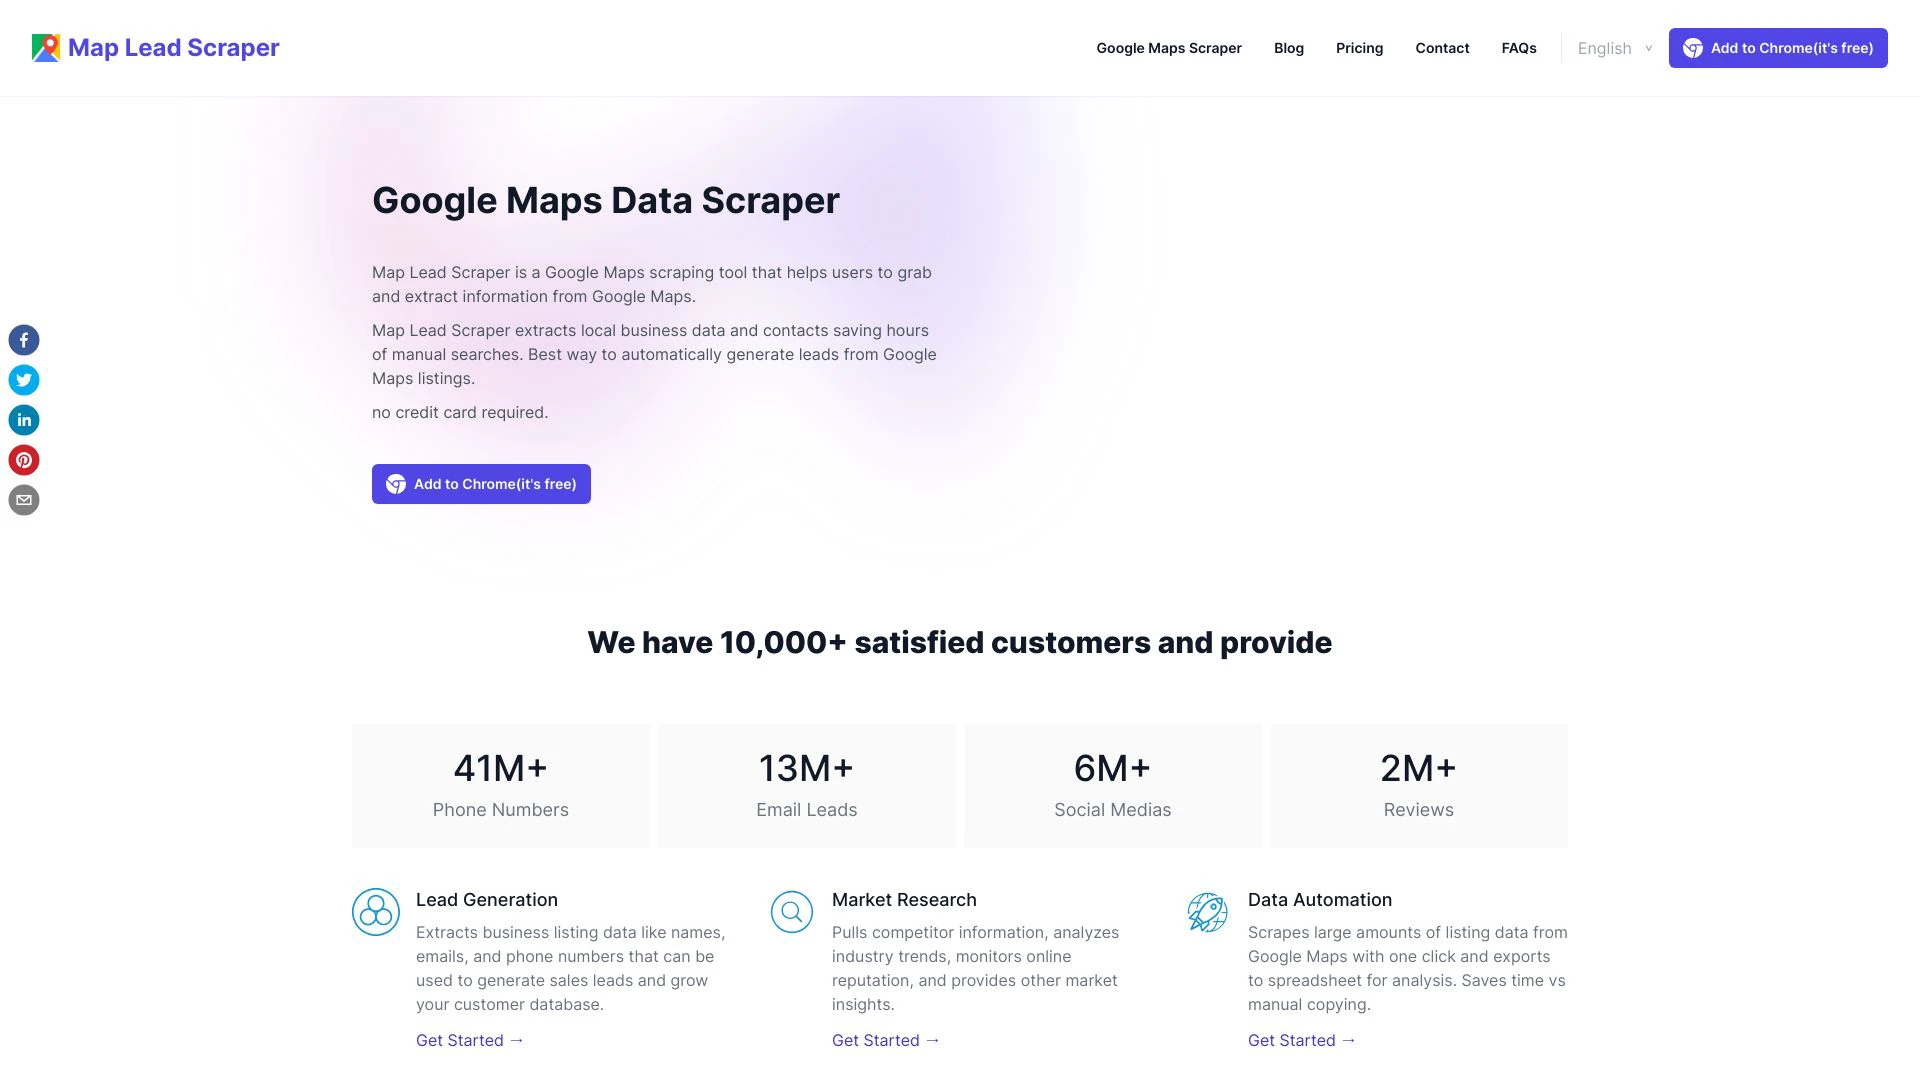 Map Lead Scraper
Google Maps Scraper
Blog
Pricing
Contact
FAQs
English
Add to Chrome(it's free)
Google Maps Data Scraper
Map Lead Scraper is a Google Maps scraping tool that helps users to grab
and extract information from Google Maps.
Map Lead Scraper extracts local business data and contacts saving hours
of manual searches. Best way to automatically generate leads from Google
Maps listings.
no credit card required.
Add to Chrome(it's free)
We have 10,000+ satisfied customers and provide
41M+
Phone Numbers
13M+
Email Leads
6M+
Social Medias
2M+
Reviews
Lead Generation
Extracts business listing data like names,
emails, and phone numbers that can be
used to generate sales leads and grow
your customer database.
Get Started →
Market Research
Pulls competitor information, analyzes
industry trends, monitors online
reputation, and provides other market
insights.
Get Started →
Data Automation
Scrapes large amounts of listing data from
Google Maps with one click and exports
to spreadsheet for analysis. Saves time vs
manual copying.
Get Started →